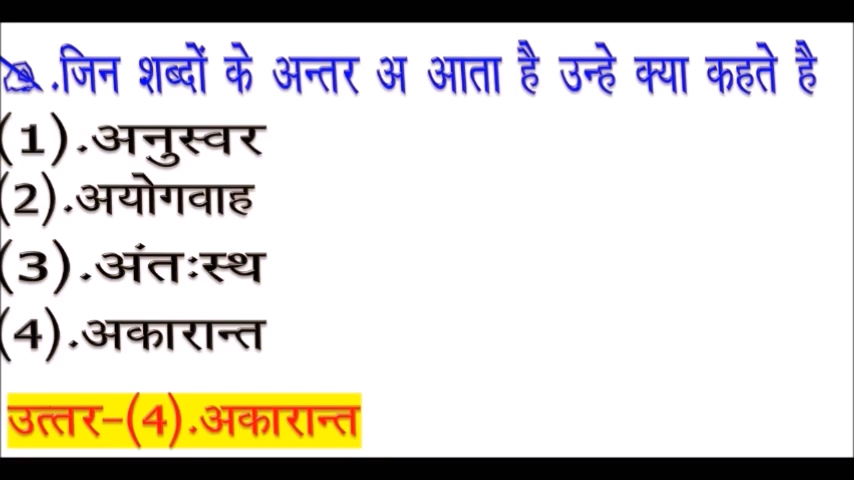 .जिन शब्दों के अन्तर अ आता है उन्हे क्या कहते है
(1).अनुस्वर
(2).अयोगवाह
(3).अंतःस्थ
(4).अकारान्त
उत्तर-(4).अकारान्त